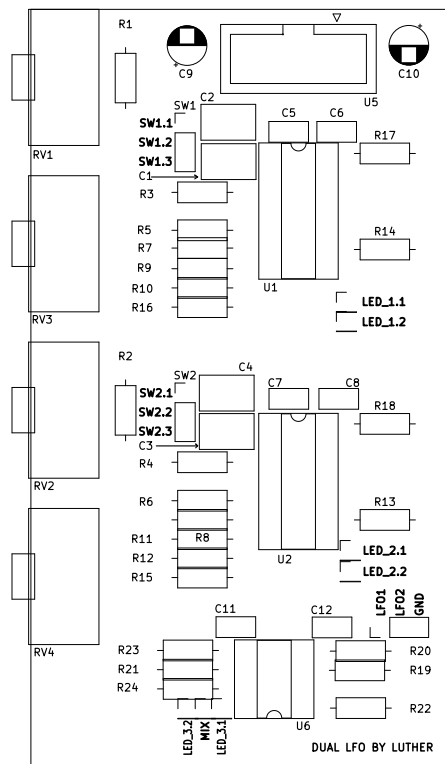 R1
C9
U5
C10
SW1
C2
SW1.1
SW1.2
SW1.3
C5
C6
R17
RV1
C1
R3
R5
R7
R9
R10
R16
R14
U1
LED_1.1
LED_1.2
RV3
R2
SW2
C4
SW2.1
SW2.2
SW2.3
C7
C8
R18
C3
R4
RV2
R6
R8
R11
R12
R15
R13
U2
LED_2.1
LED_2.2
LFO1
LFO2
GND
C11
C12
RV4
R23
R21
R24
R20
R19
R22
U6
LED_3.2
MIX
LED_3.1
DUAL LFO BY LUTHER